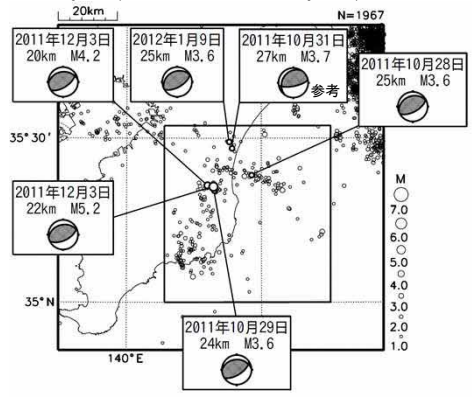 20km
N=1967
2011年12月3日
20km M4.2
2012年1月9日
25km M3.6
2011年10月31日
27km M3.7
参考
2011年10月28日
25km M3.6
35°30'
2011年12月3日
22km M5.2
M
7.0
6.0
5.0
4.0
3.0
2.0
1.0
35°N
2011年10月29日
24km M3.6
140°E